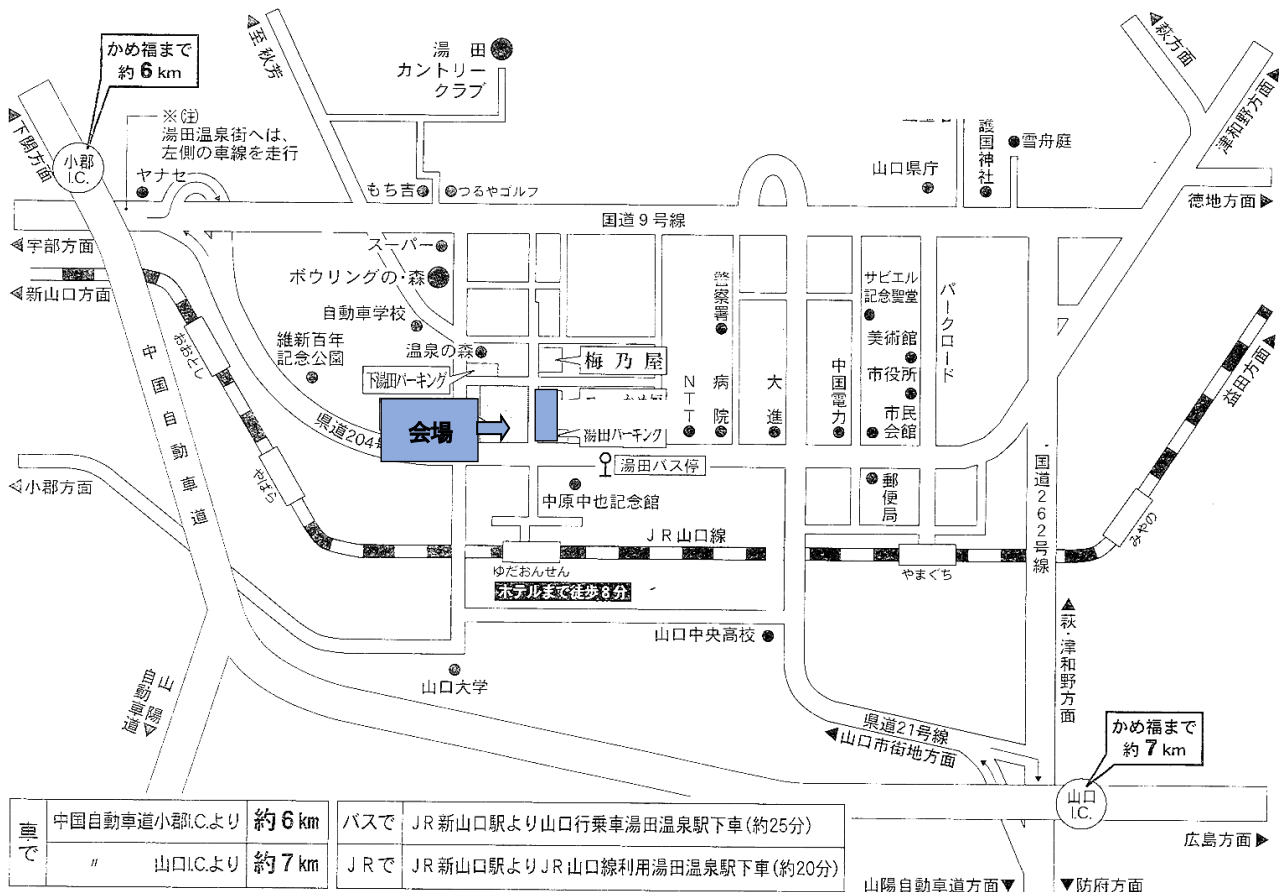 かめ福まで
約6km
▲至秋芳
湯田
カントリー
クラブ
▲萩方面
津和野方面▲
※(注)
湯田温泉街へは、
左側の車線を走行
▲下関方面
小郡
I.C.
ヤナセ
もち吉
つるやゴルフ
山口県庁
護国神社
雪舟庭
徳地方面▶
国道9号線
◀宇部方面
◀新山口方面
スーパー
ボウリングの・森
自動車学校
維新百年
記念公園
温泉の森
下湯田パーキング
梅乃屋
警察署
サビエル
記念聖堂
美術館
市役所
市民
会館
パークロード
おおとし
中国自動車道
会場
湯田パーキング
NTT
病院
大進
中国電力
益田方面▲
県道204号
湯田バス停
中原中也記念館
郵便局
国道262号線
◀小郡方面
やばら
JR山口線
ゆだおんせん
ホテルまで徒歩8分
やまぐち
みやの
山口中央高校
山口大学
山陽
自動車道▼
▲萩・津和野方面
県道21号線
◀山口市街地方面
かめ福まで
約7km
山口
I.C.
広島方面▶
山陽自動車道方面▼
▼防府方面
車で
中国自動車道小郡I.C.より 約6km
〃 山口I.C.より 約7km
バスで JR新山口駅より山口行乗車湯田温泉駅下車(約25分)
JRで JR新山口駅よりJR山口線利用湯田温泉駅下車(約20分)